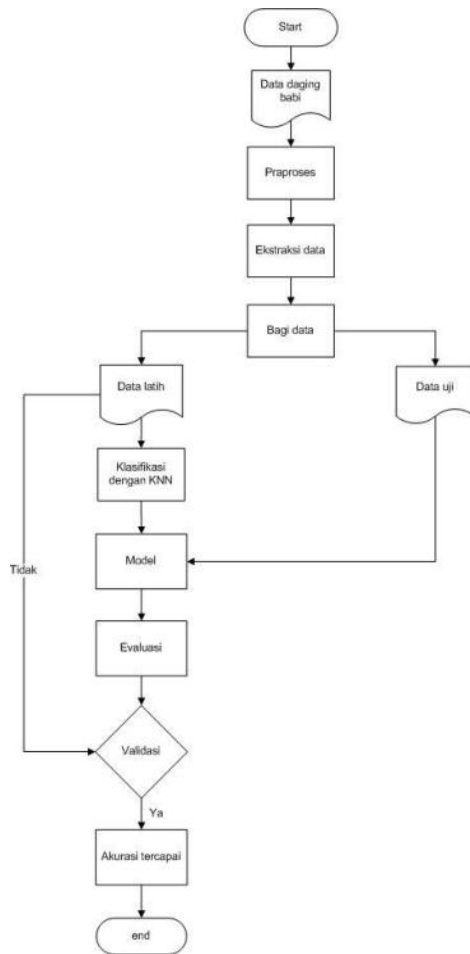 Start
Data daging
babi
Praproses
Ekstraksi data
Bagi data
Data latih
Data uji
Klasifikasi
dengan KNN
Model
Tidak
Evaluasi
Validasi
Ya
Akurasi tercapai
end